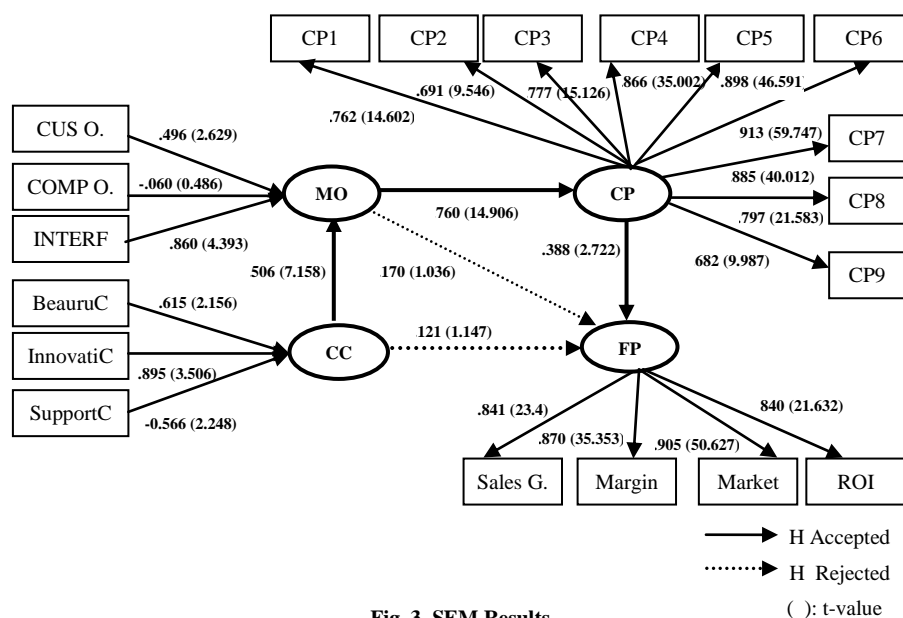 CP1 CP2 CP3 CP4 CP5 CP6
.691 (9.546) .777 (15.126) .866 (35.002) .898 (46.591)
.762 (14.602)
CUS O. .496 (2.629)
913 (59.747) CP7
COMP O. -.060 (0.486) MO CP 885 (40.012) CP8
760 (14.906)
INTERF .860 (4.393)
.797 (21.583)
.388 (2.722)
682 (9.987) CP9
506 (7.158) .170 (1.036)
BeauruC .615 (2.156)
.121 (1.147)
InnovatiC CC FP
.895 (3.506)
SupportC -0.566 (2.248)
.841 (23.4) 840 (21.632)
.870 (35.353) .905 (50.627)
Sales G. Margin Market ROI
H Accepted
H Rejected
( ): t-value
Fig. 3 SEM Results